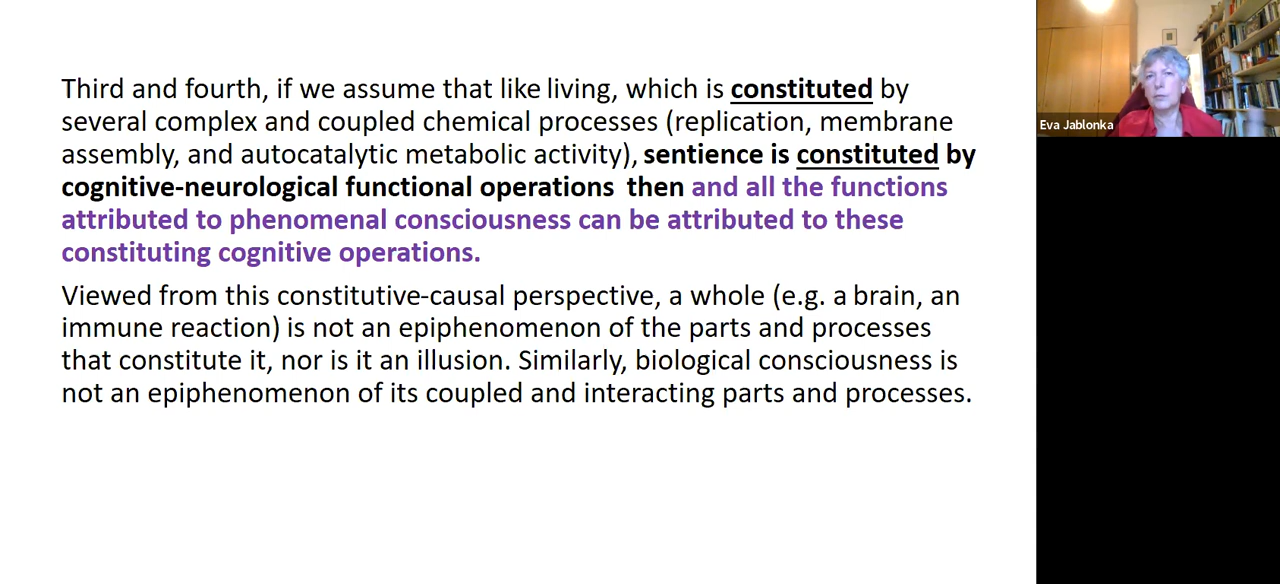 Third and fourth, if we assume that like living, which is constituted by
several complex and coupled chemical processes (replication, membrane
assembly, and autocatalytic metabolic activity), sentience is constituted by
cognitive-neurological functional operations then and all the functions
attributed to phenomenal consciousness can be attributed to these
constituting cognitive operations.
Viewed from this constitutive-causal perspective, a whole (e.g. a brain, an
immune reaction) is not an epiphenomenon of the parts and processes
that constitute it, nor is it an illusion. Similarly, biological consciousness is
not an epiphenomenon of its coupled and interacting parts and processes.
Eva Jablonka